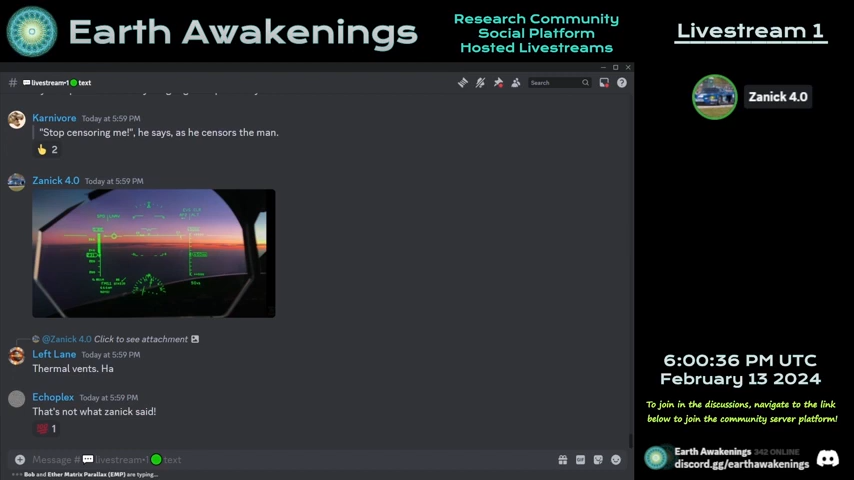 Earth Awakenings
Research Community
Social Platform
Hosted Livestreams
Livestream 1
# livestream•1 text
Search
Karnivore Today at 5:59 PM
"Stop censoring me!", he says, as he censors the man.
2
Zanick 4.0
Zanick 4.0 Today at 5:59 PM
@Zanick 4.0 Click to see attachment
Left Lane Today at 5:59 PM
Thermal vents. Ha
Echoplex Today at 5:59 PM
That's not what zanick said!
1
Message # livestream•1 text
Bob and Ether Matrix Parallax (EMP) are typing...
6:00:36 PM UTC
February 13 2024
To join in the discussions, navigate to the link
below to join the community server platform!
Earth Awakenings 342 ONLINE
discord.gg/earthawakenings